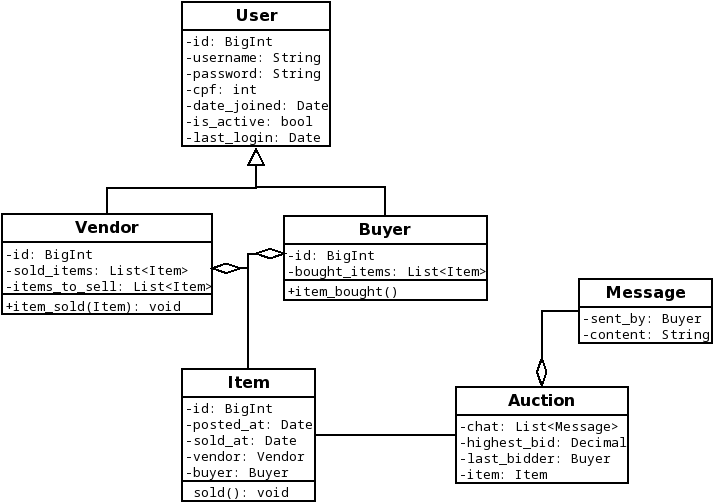 User
-id: BigInt
-username: String
-password: String
-cpf: int
-date_joined: Date
-is_active: bool
-last_login: Date
Vendor
-id: BigInt
-sold_items: List<Item>
-items_to_sell: List<Item>
+item_sold(Item): void
Buyer
-id: BigInt
-bought_items: List<Item>
+item_bought()
Message
-sent_by: Buyer
-content: String
Item
-id: BigInt
-posted_at: Date
-sold_at: Date
-vendor: Vendor
-buyer: Buyer
sold(): void
Auction
-chat: List<Message>
-highest_bid: Decimal
-last_bidder: Buyer
-item: Item